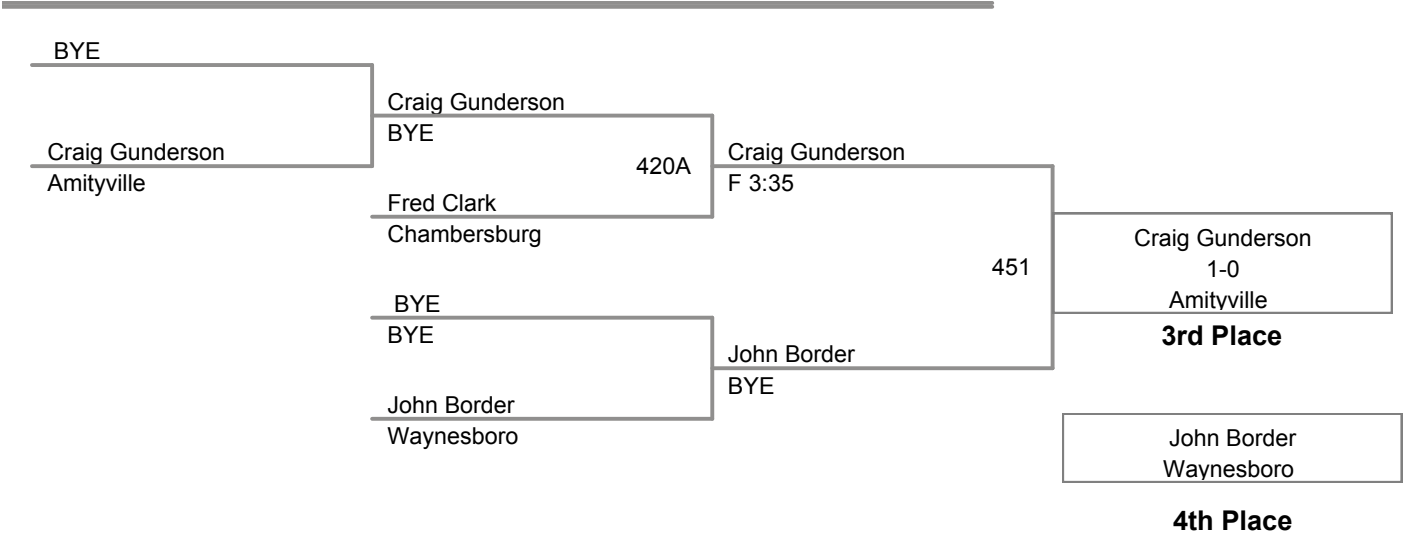 BYE
Craig Gunderson
Amityville
Craig Gunderson
BYE
420A
Fred Clark
Chambersburg
BYE
BYE
John Border
Waynesboro
Craig Gunderson
F 3:35
451
John Border
BYE
Craig Gunderson
1-0
Amityville
3rd Place
John Border
Waynesboro
4th Place